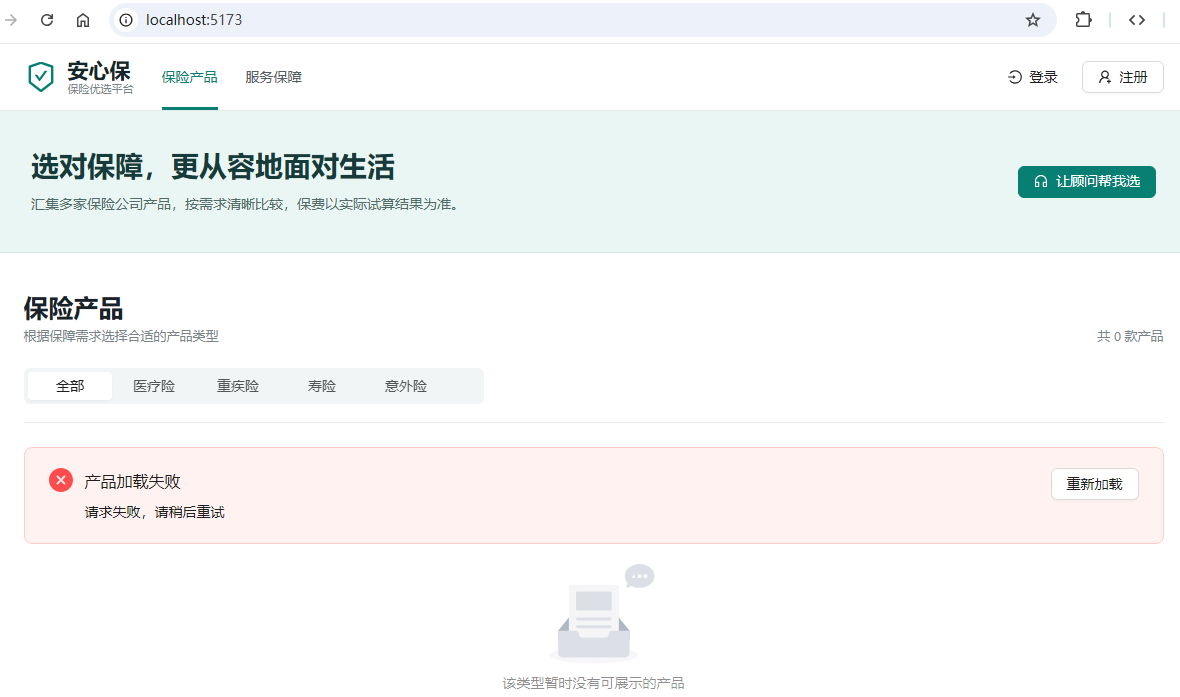 localhost:5173
安心保
保险优选平台
保险产品
服务保障
登录
注册
选对保障，更从容地面对生活
汇集多家保险公司产品，按需求清晰比较，保费以实际试算结果为准。
让顾问帮我选
保险产品
根据保障需求选择合适的产品类型
共 0 款产品
全部
医疗险
重疾险
寿险
意外险
产品加载失败
请求失败，请稍后重试
重新加载
该类型暂时没有可展示的产品